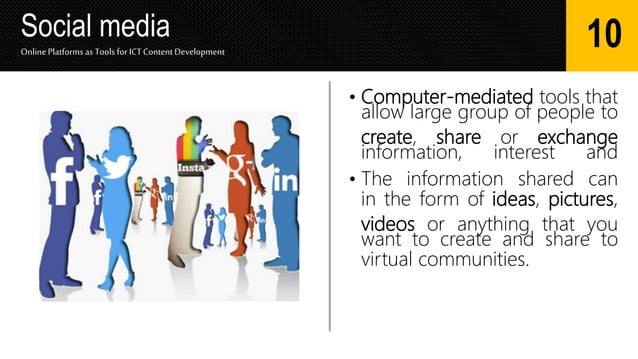 Social media
Online Platforms as Tools for ICT Content Development
10
f
Insta
g+
in
in
• Computer-mediated tools that
allow large group of people to
create, share or exchange
information, interest and
• The information shared can
in the form of ideas, pictures,
videos or anything that you
want to create and share to
virtual communities.